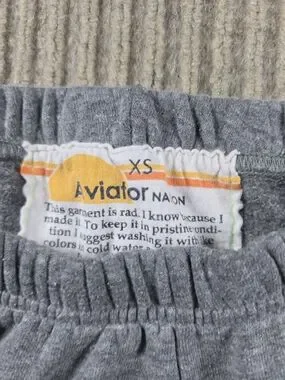 XS
Aviator NATION
This garment is rad. I know because I
made it. To keep it in pristine condi-
tion I suggest washing it with like
colors in cold water